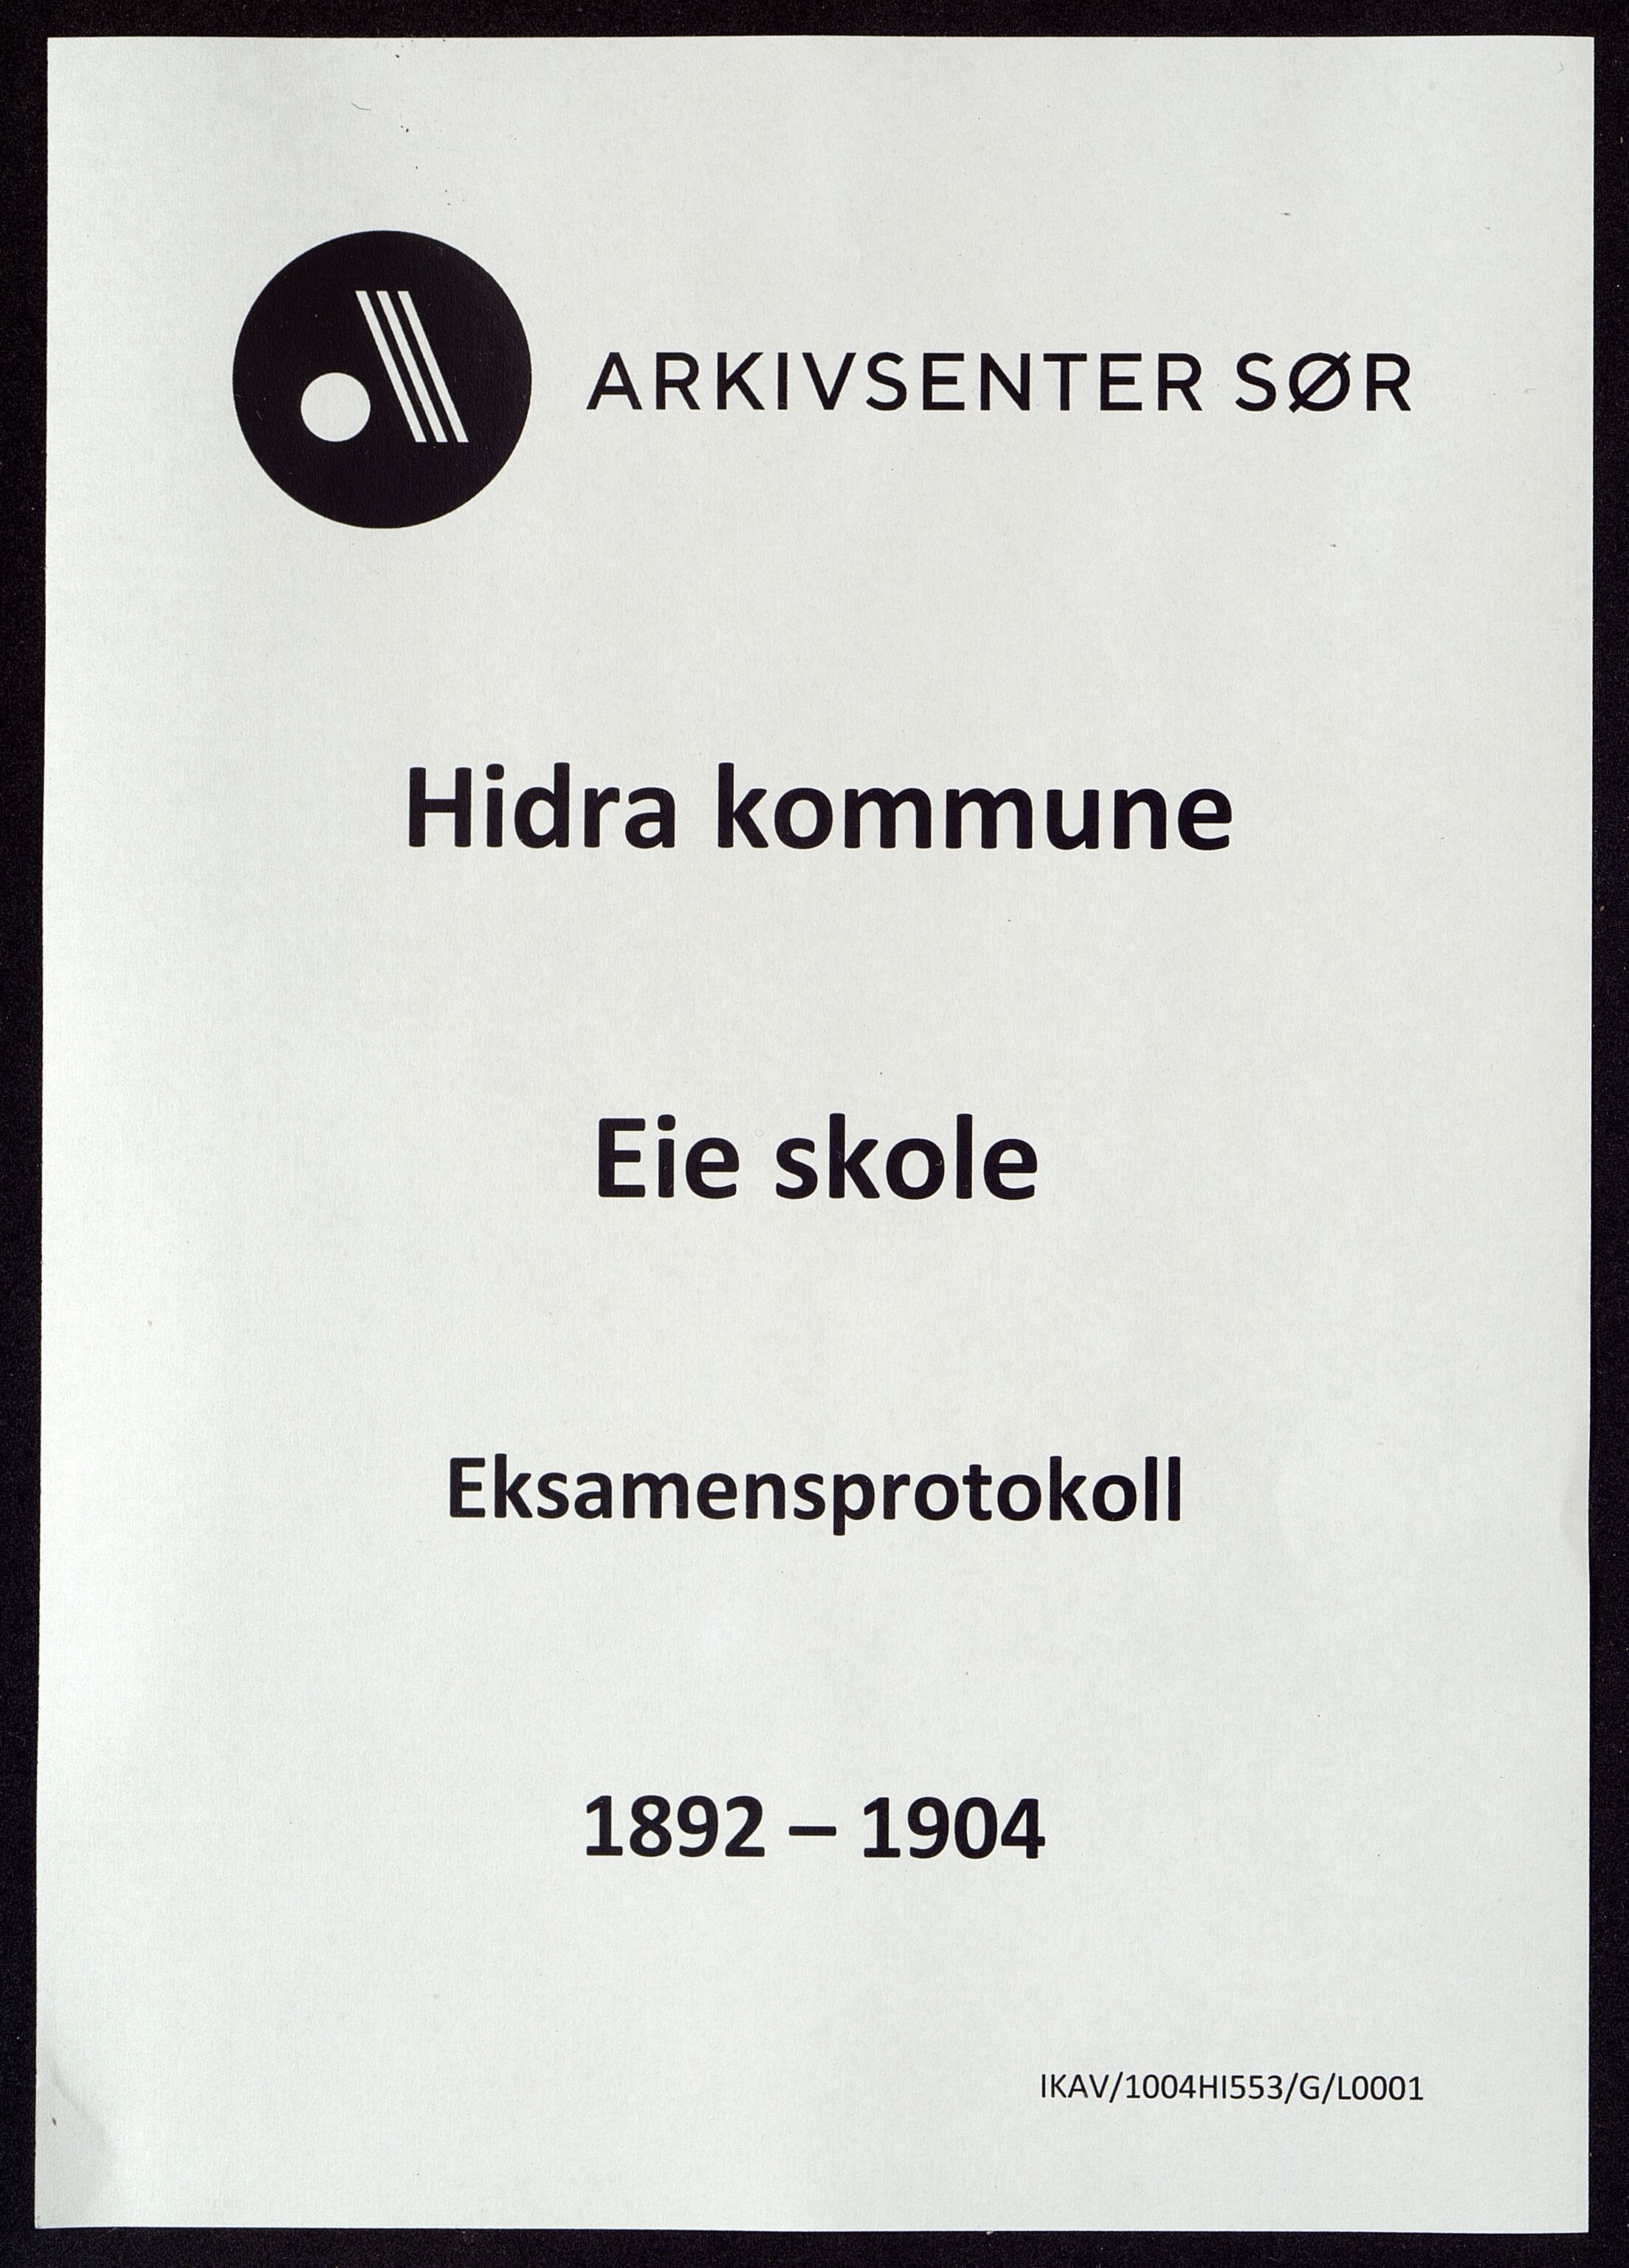 ARKIVSENTER SØR
Hidra kommune
Eie skole
Eksamensprotokoll
1892 – 1904
IKAV/1004HI553/G/L0001